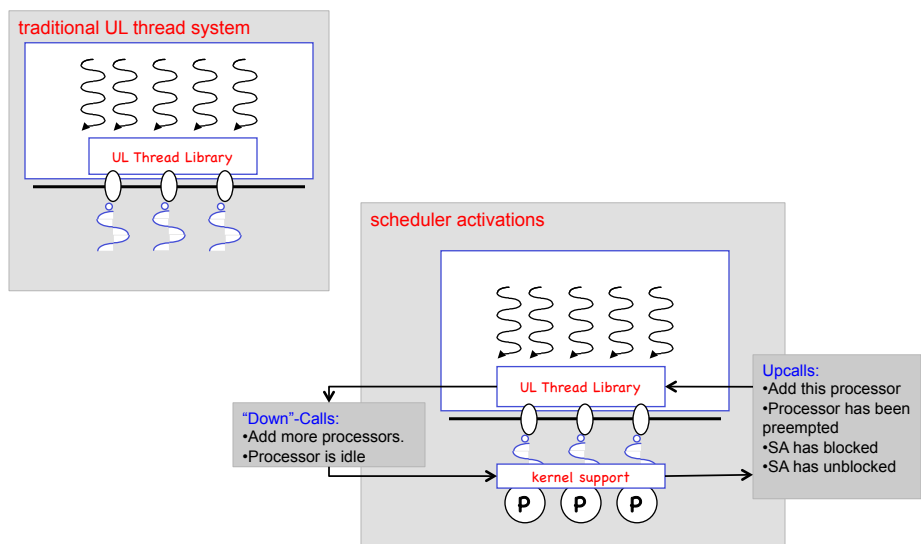 traditional UL thread system
UL Thread Library
scheduler activations
UL Thread Library
"Down"-Calls:
•Add more processors.
•Processor is idle
Upcalls:
•Add this processor
•Processor has been
preempted
•SA has blocked
•SA has unblocked
kernel support
P P P